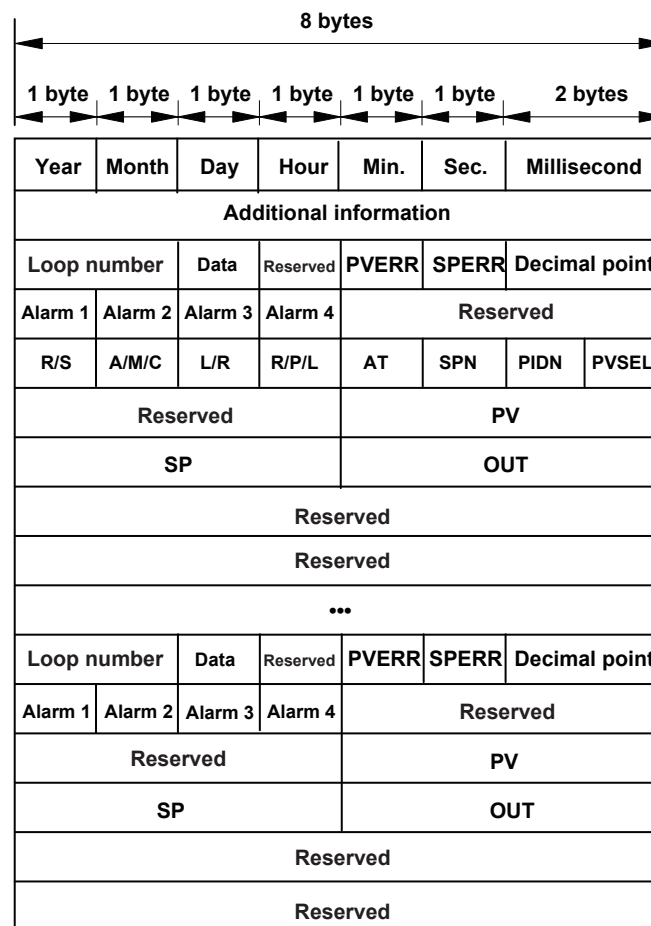 8 bytes
1 byte 1 byte 1 byte 1 byte 1 byte 1 byte 2 bytes
Year Month Day Hour Min. Sec. Millisecond
Additional information
Loop number Data Reserved PVERR SPERR Decimal point
Alarm 1 Alarm 2 Alarm 3 Alarm 4 Reserved
R/S A/M/C L/R R/P/L AT SPN PIDN PVSEL
Reserved PV
SP OUT
Reserved
Reserved
•••
Loop number Data Reserved PVERR SPERR Decimal point
Alarm 1 Alarm 2 Alarm 3 Alarm 4 Reserved
Reserved PV
SP OUT
Reserved
Reserved